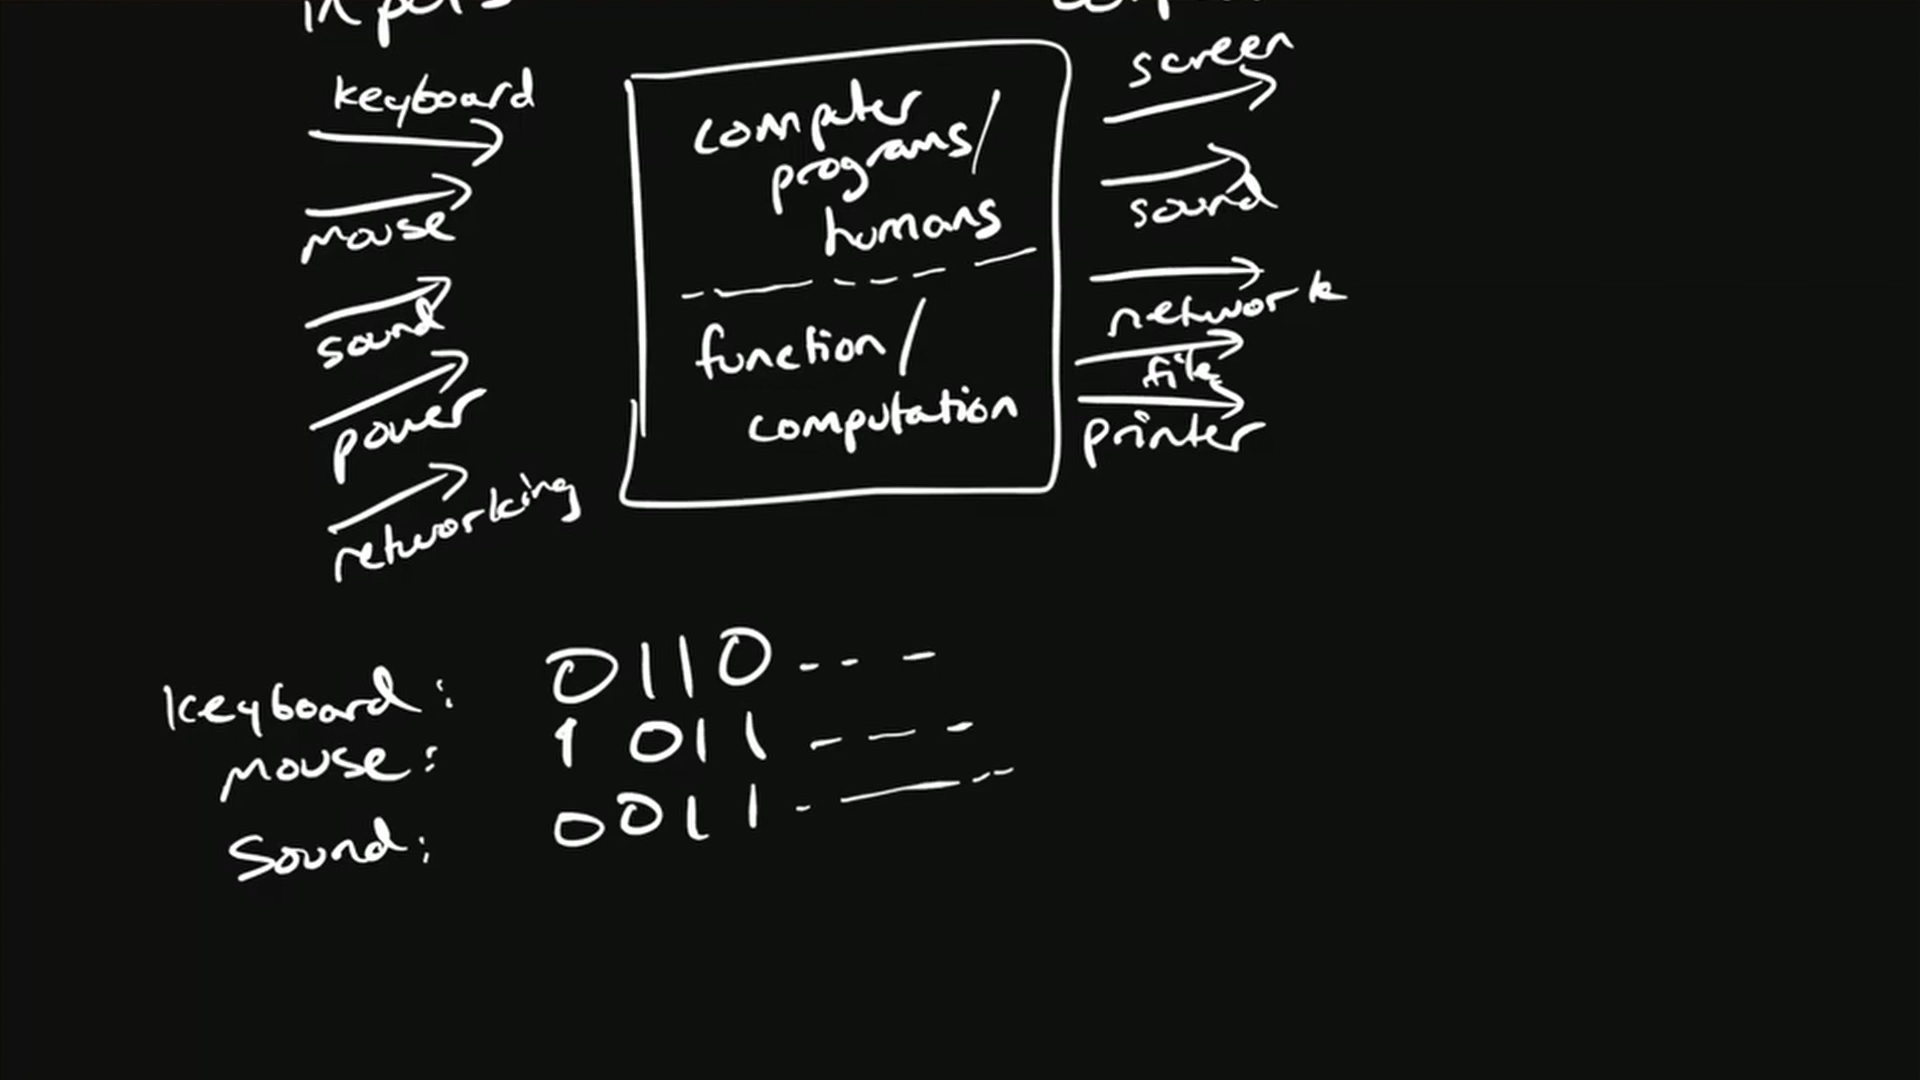 inputs
keyboard
mouse
sound
power
networking
computer
programs/
humans
function/
computation
screen
sound
network
file
printer
keyboard: 0110-- -
mouse: 1011 ---
Sound: 0011- ---